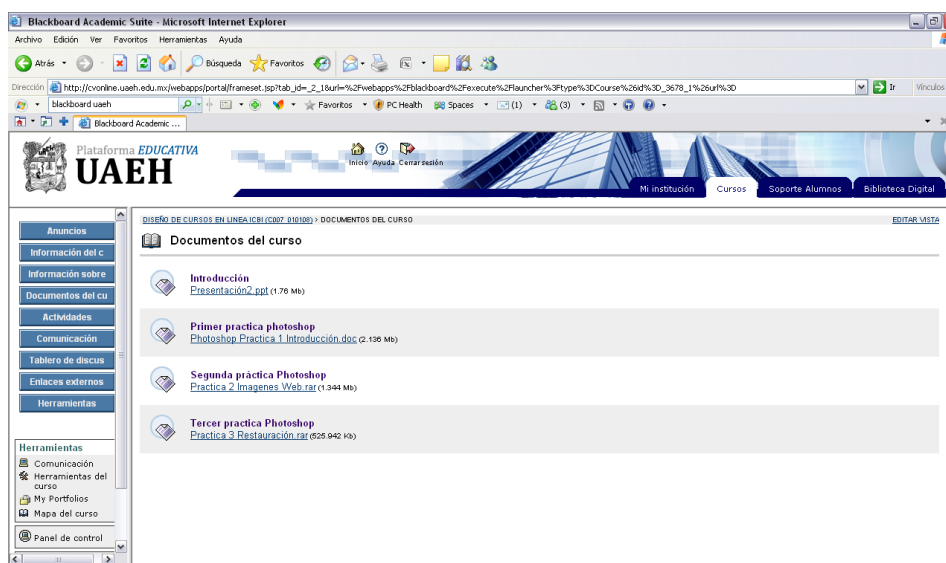 Blackboard Academic Suite - Microsoft Internet Explorer
Archivo Edición Ver Favoritos Herramientas Ayuda
Atrás Búsqueda Favoritos
Dirección http://cvonline.uaeh.edu.mx/webapps/portal/frameset.jsp?tab_id=_2_1&url=%2Fwebapps%2Fblackboard%2Fexecute%2Flauncher%3Ftype%3DCourse%26id%3D_3678_1%26url%3D Ir Vínculos
blackboard uaeh Favorites PC Health Spaces (1) (3)
Blackboard Academic ...
Plataforma EDUCATIVA
UAEH
Inicio Ayuda Cerrar sesión
Mi institución Cursos Soporte Alumnos Biblioteca Digital
DISEÑO DE CURSOS EN LINEA ICBI (C007_010108) > DOCUMENTOS DEL CURSO EDITAR VISTA
Documentos del curso
Anuncios
Información del c
Información sobre
Documentos del cu
Actividades
Comunicación
Tablero de discus
Enlaces externos
Herramientas
Herramientas
Comunicación
Herramientas del
curso
My Portfolios
Mapa del curso
Panel de control
Introducción
Presentación2.ppt (1.76 Mb)
Primer practica photoshop
Photoshop Practica 1 Introducción.doc (2.136 Mb)
Segunda práctica Photoshop
Practica 2 Imagenes Web.rar (1.344 Mb)
Tercer practica Photoshop
Practica 3 Restauración.rar (525.942 Kb)